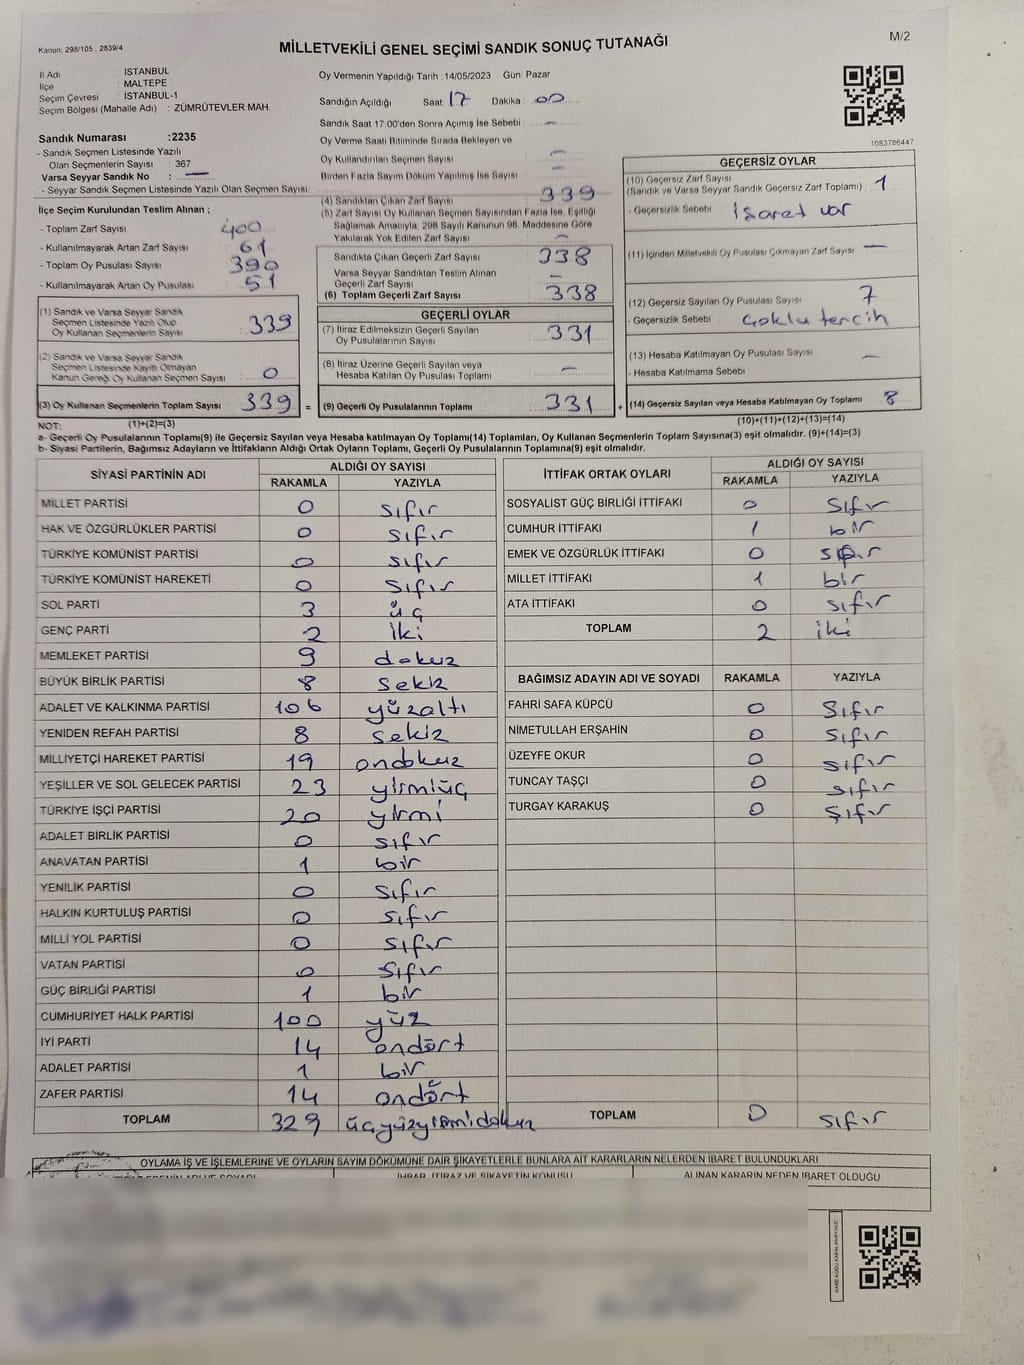 Kanun: 298/105 , 2839/4
MİLLETVEKİLİ GENEL SEÇİMİ SANDIK SONUÇ TUTANAĞI
M/2
İl Adı : İSTANBUL
İlçe : MALTEPE
Seçim Çevresi : İSTANBUL-1
Seçim Bölgesi (Mahalle Adı) : ZÜMRÜTEVLER MAH.
Oy Vermenin Yapıldığı Tarih :14/05/2023 Gün: Pazar
Sandığın Açıldığı Saat: 17 Dakika : 00
Sandık Saat 17:00'den Sonra Açımış İse Sebebi : —
Sandık Numarası :2235
- Sandık Seçmen Listesinde Yazılı
Olan Seçmenlerin Sayısı : 367
Varsa Seyyar Sandık No : —
- Seyyar Sandık Seçmen Listesinde Yazılı Olan Seçmen Sayısı:
Oy Verme Saati Bitiminde Sırada Bekleyen ve
Oy Kullandırılan Seçmen Sayısı —
Birden Fazla Sayım Döküm Yapılmış İse Sayısı : —
1083786447
İlçe Seçim Kurulundan Teslim Alınan ;
- Toplam Zarf Sayısı 400
- Kullanılmayarak Artan Zarf Sayısı : 61
- Toplam Oy Pusulası Sayısı : 390
- Kullanılmayarak Artan Oy Pusulası : 51
(1) Sandık ve Varsa Seyyar Sandık
Seçmen Listesinde Yazılı Olup
Oy Kullanan Seçmenlerin Sayısı : 339
(2) Sandık ve Varsa Seyyar Sandık
Seçmen Listesinde Kayıtlı Olmayan
Kanun Gereği Oy Kullanan Seçmen Sayısı : 0
(3) Oy Kullanan Seçmenlerin Toplam Sayısı : 339 =
NOT: (1)+(2)=(3)
(4) Sandıktan Çıkan Zarf Sayısı : 339
(5) Zarf Sayısı Oy Kullanan Seçmen Sayısından Fazla İse, Eşitliği
Sağlamak Amacıyla, 298 Sayılı Kanunun 98. Maddesine Göre
Yakılarak Yok Edilen Zarf Sayısı : —
Sandıkta Çıkan Geçerli Zarf Sayısı : 338
Varsa Seyyar Sandıktan Teslim Alınan
Geçerli Zarf Sayısı : —
(6) Toplam Geçerli Zarf Sayısı : 338
GEÇERLİ OYLAR
(7) İtiraz Edilmeksizin Geçerli Sayılan
Oy Pusulalarının Sayısı : 331
(8) İtiraz Üzerine Geçerli Sayılan veya
Hesaba Katılan Oy Pusulası Toplamı : —
(9) Geçerli Oy Pusulalarının Toplamı : 331 +
GEÇERSİZ OYLAR
(10) Geçersiz Zarf Sayısı
(Sandık ve Varsa Seyyar Sandık Geçersiz Zarf Toplamı) : 1
- Geçersizlik Sebebi : İşaret var
(11) İçinden Milletvekili Oy Pusulası Çıkmayan Zarf Sayısı : —
(12) Geçersiz Sayılan Oy Pusulası Sayısı : 7
- Geçersizlik Sebebi : çoklu tercih
(13) Hesaba Katılmayan Oy Pusulası Sayısı : —
- Hesaba Katılmama Sebebi :
(14) Geçersiz Sayılan veya Hesaba Katılmayan Oy Toplamı : 8
(10)+(11)+(12)+(13)=(14)
a- Geçerli Oy Pusulalarının Toplamı(9) ile Geçersiz Sayılan veya Hesaba katılmayan Oy Toplamı(14) Toplamları, Oy Kullanan Seçmenlerin Toplam Sayısına(3) eşit olmalıdır. (9)+(14)=(3)
b- Siyasi Partilerin, Bağımsız Adayların ve İttifakların Aldığı Ortak Oyların Toplamı, Geçerli Oy Pusulalarının Toplamına(9) eşit olmalıdır.
SİYASİ PARTİNİN ADI ALDIĞI OY SAYISI
RAKAMLA YAZIYLA
MİLLET PARTİSİ 0 sıfır
HAK VE ÖZGÜRLÜKLER PARTİSİ 0 sıfır
TÜRKİYE KOMÜNİST PARTİSİ 0 sıfır
TÜRKİYE KOMÜNİST HAREKETİ 0 sıfır
SOL PARTİ 3 üç
GENÇ PARTİ 2 iki
MEMLEKET PARTİSİ 9 dokuz
BÜYÜK BİRLİK PARTİSİ 8 sekiz
ADALET VE KALKINMA PARTİSİ 106 yüzaltı
YENİDEN REFAH PARTİSİ 8 sekiz
MİLLİYETÇİ HAREKET PARTİSİ 19 ondokuz
YEŞİLLER VE SOL GELECEK PARTİSİ 23 yirmiüç
TÜRKİYE İŞÇİ PARTİSİ 20 yirmi
ADALET BİRLİK PARTİSİ 0 sıfır
ANAVATAN PARTİSİ 1 bir
YENİLİK PARTİSİ 0 sıfır
HALKIN KURTULUŞ PARTİSİ 0 sıfır
MİLLİ YOL PARTİSİ 0 sıfır
VATAN PARTİSİ 0 sıfır
GÜÇ BİRLİĞİ PARTİSİ 1 bir
CUMHURİYET HALK PARTİSİ 100 yüz
İYİ PARTİ 14 ondört
ADALET PARTİSİ 1 bir
ZAFER PARTİSİ 14 ondört
TOPLAM 329 üçyüzyirmidokuz
İTTİFAK ORTAK OYLARI ALDIĞI OY SAYISI
RAKAMLA YAZIYLA
SOSYALİST GÜÇ BİRLİĞİ İTTİFAKI 0 sıfır
CUMHUR İTTİFAKI 1 bir
EMEK VE ÖZGÜRLÜK İTTİFAKI 0 sıfır
MİLLET İTTİFAKI 1 bir
ATA İTTİFAKI 0 sıfır
TOPLAM 2 iki
BAĞIMSIZ ADAYIN ADI VE SOYADI RAKAMLA YAZIYLA
FAHRİ SAFA KÜPCÜ 0 sıfır
NİMETULLAH ERŞAHİN 0 sıfır
ÜZEYFE OKUR 0 sıfır
TUNCAY TAŞÇI 0 sıfır
TURGAY KARAKUŞ 0 sıfır
TOPLAM 0 sıfır
OYLAMA İŞ VE İŞLEMLERİNE VE OYLARIN SAYIM DÖKÜMÜNE DAİR ŞİKAYETLERLE BUNLARA AİT KARARLARIN NELERDEN İBARET BULUNDUKLARI
İHBAR, İTİRAZ VE ŞİKAYETİN KONUSU ALINAN KARARIN NEDEN İBARET OLDUĞU